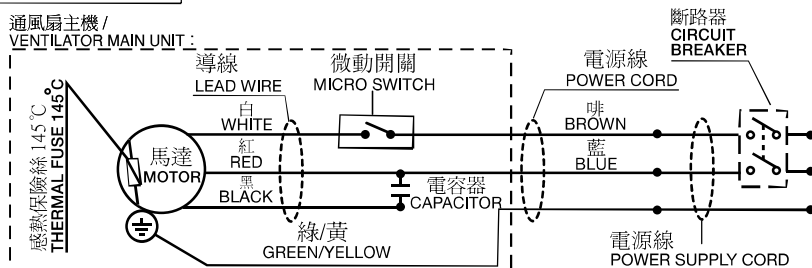 通風扇主機 /
VENTILATOR MAIN UNIT :
斷路器
CIRCUIT
BREAKER
導線
LEAD WIRE
微動開關
MICRO SWITCH
電源線
POWER CORD
感熱保險絲 145℃
THERMAL FUSE 145℃
白
WHITE
啡
BROWN
馬達
MOTOR
紅
RED
藍
BLUE
黑
BLACK
電容器
CAPACITOR
綠/黃
GREEN/YELLOW
電源線
POWER SUPPLY CORD